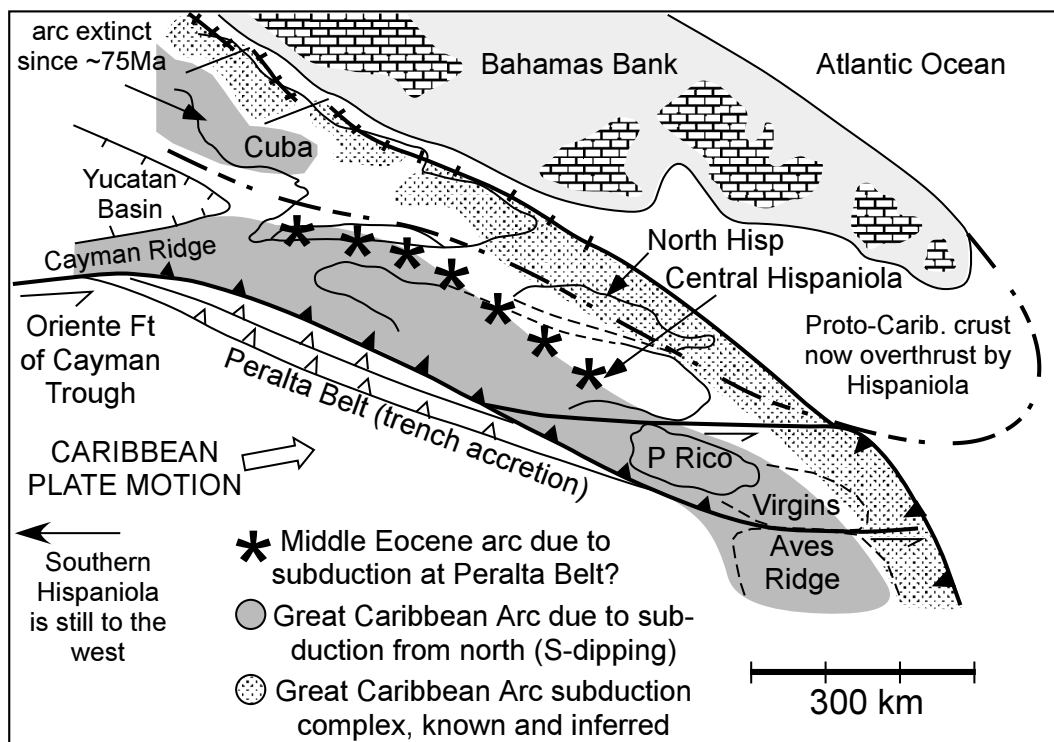 arc extinct
since ~75Ma
Bahamas Bank
Atlantic Ocean
Cuba
Yucatan
Basin
Cayman Ridge
North Hisp
Central Hispaniola
Oriente Ft
of Cayman
Trough
Proto-Carib. crust
now overthrust by
Hispaniola
Peralta Belt (trench accretion)
CARIBBEAN
PLATE MOTION
P Rico
Virgins
Aves
Ridge
Southern
Hispaniola
is still to the
west
Middle Eocene arc due to
subduction at Peralta Belt?
Great Caribbean Arc due to sub-
duction from north (S-dipping)
Great Caribbean Arc subduction
complex, known and inferred
300 km